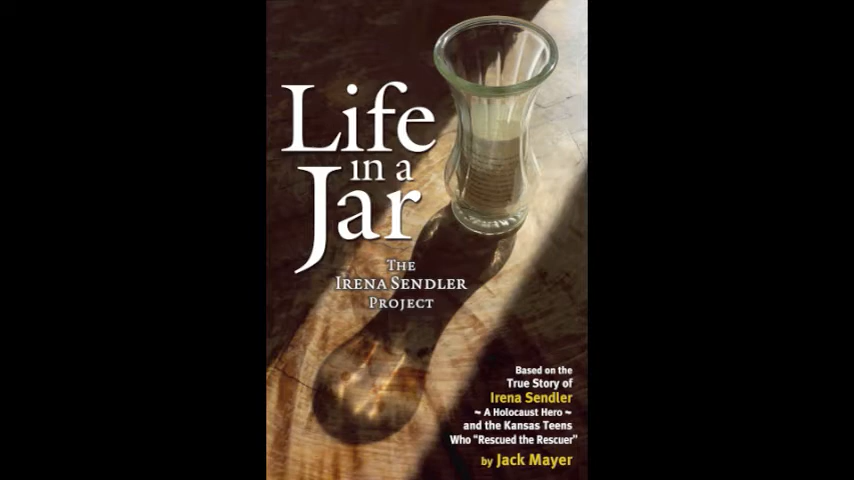 Life
in a
Jar
THE
IRENA SENDLER
PROJECT
Based on the
True Story of
Irena Sendler
~ A Holocaust Hero ~
and the Kansas Teens
Who "Rescued the Rescuer"
by Jack Mayer